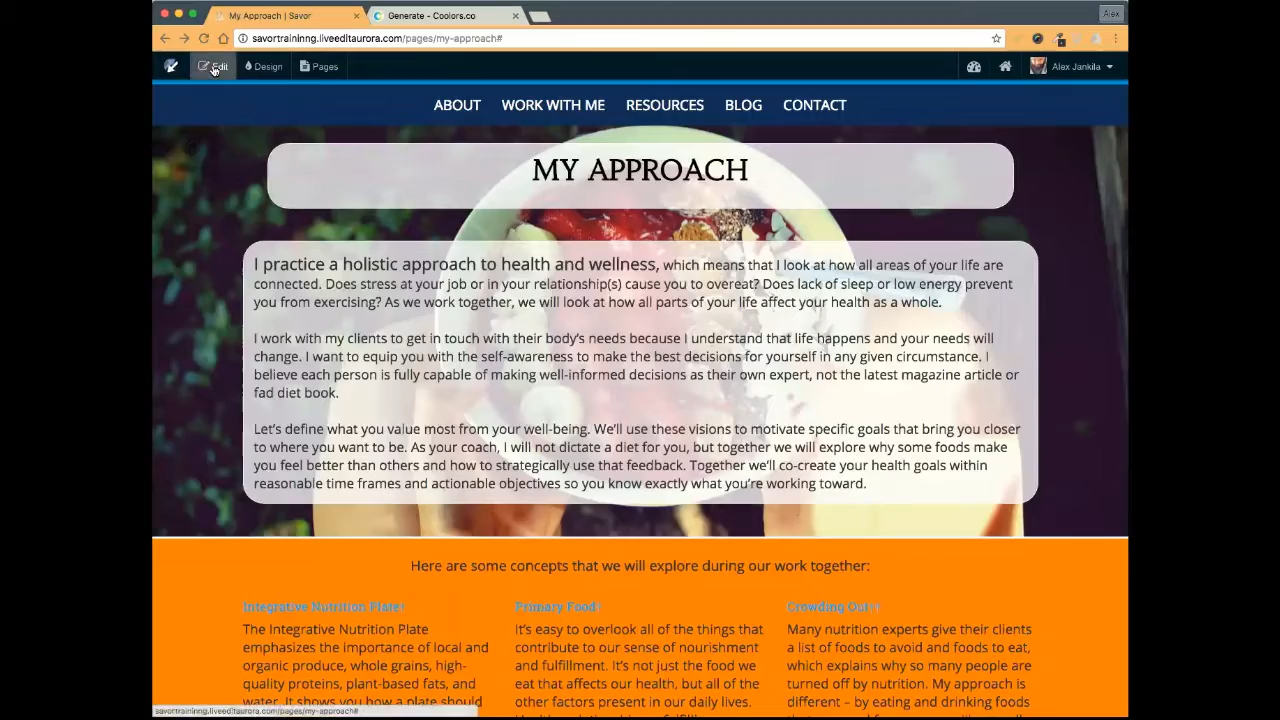 My Approach | Savor
Generate - Coolors.co
Alex
savortraininng.liveeditaurora.com/pages/my-approach#
Edit
Design
Pages
Alex Jankila
ABOUT WORK WITH ME RESOURCES BLOG CONTACT
MY APPROACH
I practice a holistic approach to health and wellness, which means that I look at how all areas of your life are
connected. Does stress at your job or in your relationship(s) cause you to overeat? Does lack of sleep or low energy prevent
you from exercising? As we work together, we will look at how all parts of your life affect your health as a whole.
I work with my clients to get in touch with their body's needs because I understand that life happens and your needs will
change. I want to equip you with the self-awareness to make the best decisions for yourself in any given circumstance. I
believe each person is fully capable of making well-informed decisions as their own expert, not the latest magazine article or
fad diet book.
Let's define what you value most from your well-being. We'll use these visions to motivate specific goals that bring you closer
to where you want to be. As your coach, I will not dictate a diet for you, but together we will explore why some foods make
you feel better than others and how to strategically use that feedback. Together we'll co-create your health goals within
reasonable time frames and actionable objectives so you know exactly what you're working toward.
Here are some concepts that we will explore during our work together:
Integrative Nutrition Plate
The Integrative Nutrition Plate
emphasizes the importance of local and
organic produce, whole grains, high-
quality proteins, plant-based fats, and
water. It shows you how a plate should
Primary Food
It's easy to overlook all of the things that
contribute to our sense of nourishment
and fulfillment. It's not just the food we
eat that affects our health, but all of the
other factors present in our daily lives.
Crowding Out
Many nutrition experts give their clients
a list of foods to avoid and foods to eat,
which explains why so many people are
turned off by nutrition. My approach is
different – by eating and drinking foods
savortraininng.liveeditaurora.com/pages/my-approach#